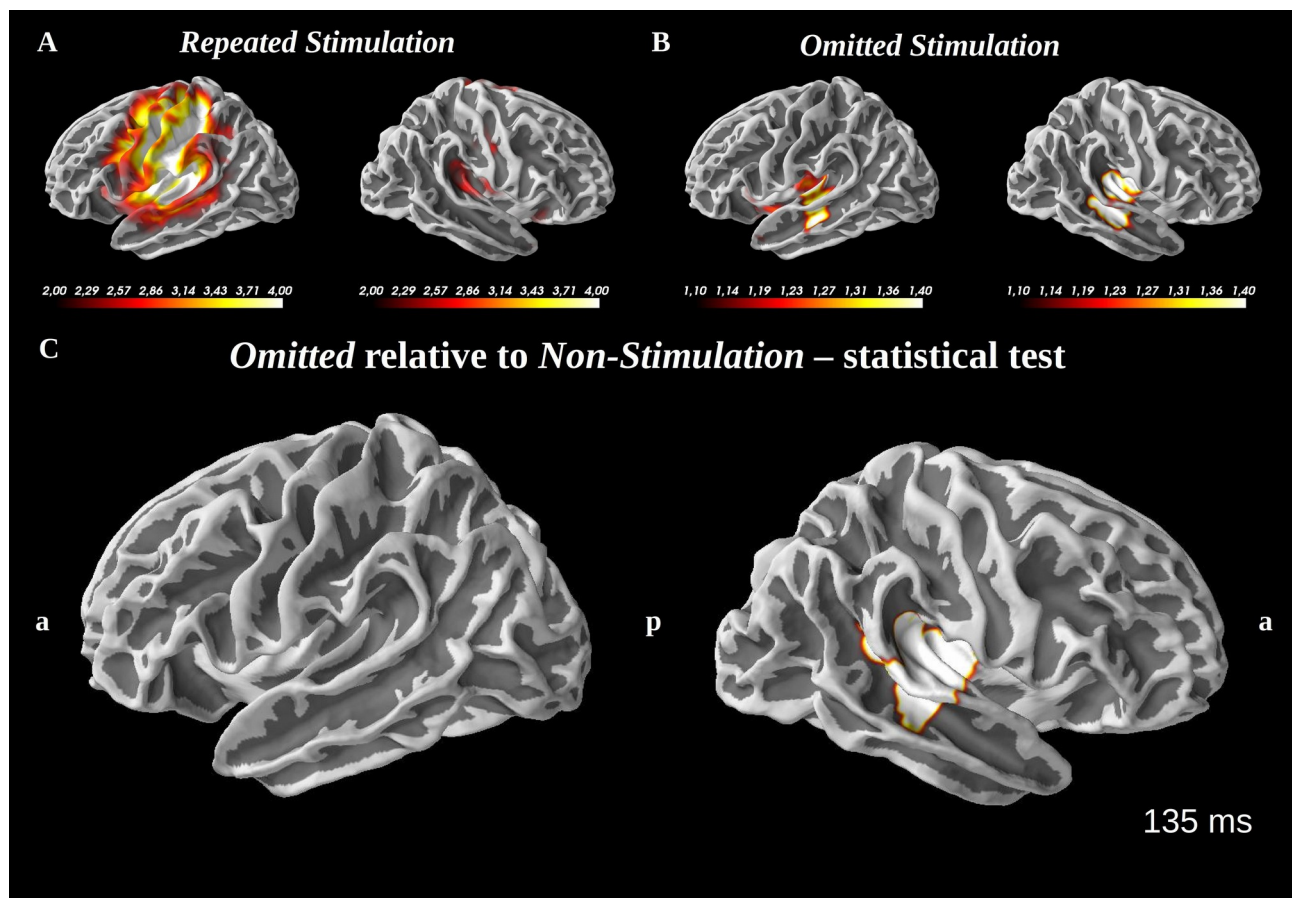 A
Repeated Stimulation
B
Omitted Stimulation
2,00 2,29 2,57 2,86 3,14 3,43 3,71 4,00
2,00 2,29 2,57 2,86 3,14 3,43 3,71 4,00
1,10 1,14 1,19 1,23 1,27 1,31 1,36 1,40
1,10 1,14 1,19 1,23 1,27 1,31 1,36 1,40
C
Omitted relative to Non-Stimulation – statistical test
a
p
a
135 ms